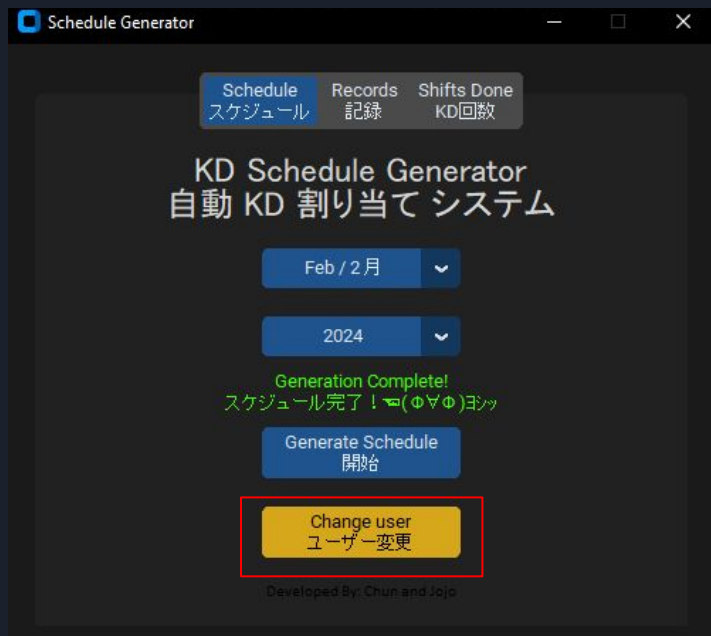 Schedule Generator
Schedule
スケジュール
Records
記録
Shifts Done
KD回数
KD Schedule Generator
自動 KD 割り当て システム
Feb / 2月
2024
Generation Complete!
スケジュール完了！☜(Φ∀Φ)ヨシッ
Generate Schedule
開始
Change user
ユーザー変更
Developed By: Chun and Jojo